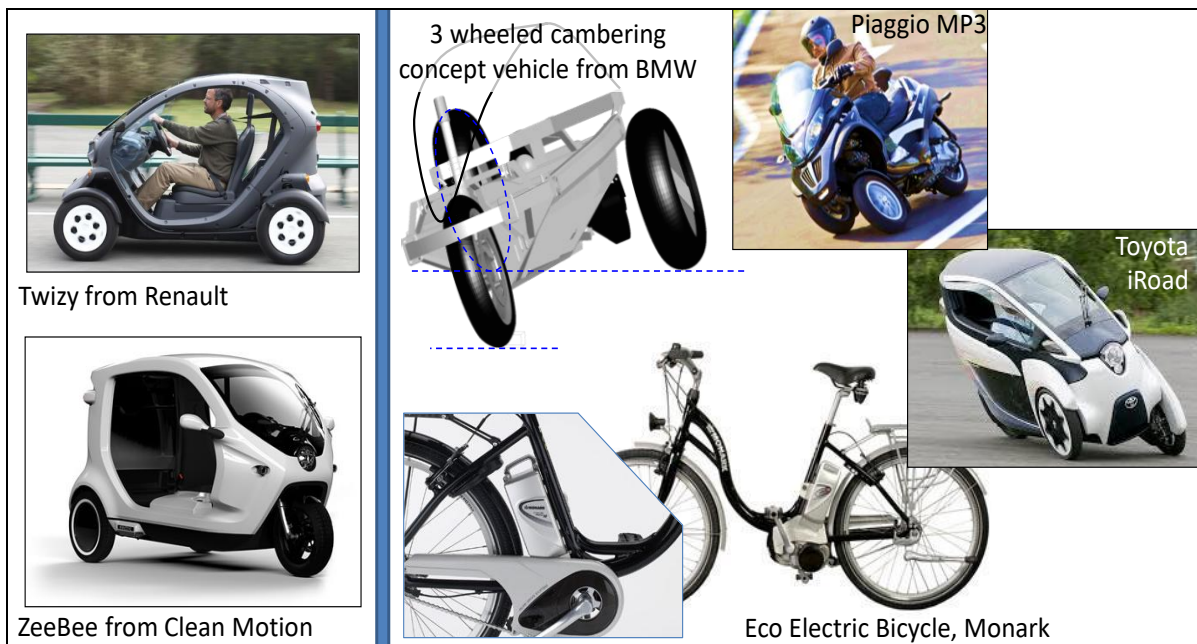 Twizy from Renault
ZeeBee from Clean Motion
3 wheeled cambering
concept vehicle from BMW
Piaggio MP3
Toyota
iRoad
MONARK
Eco Electric Bicycle, Monark